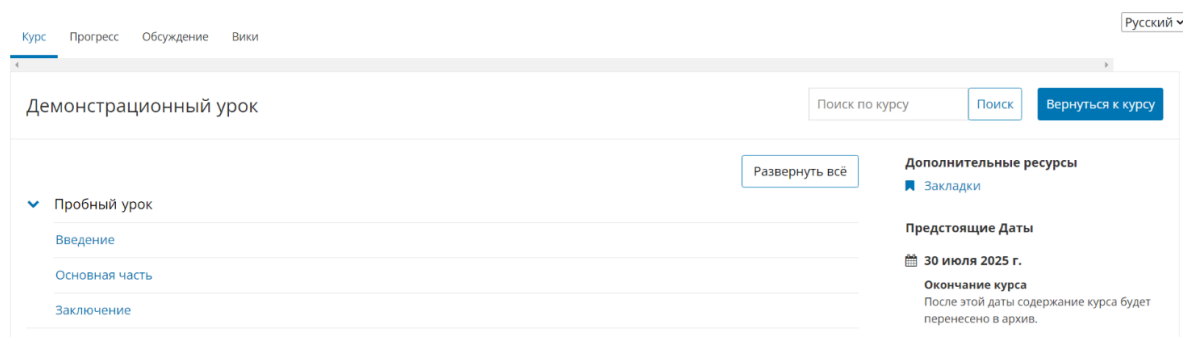 Русский
Курс Прогресс Обсуждение Вики
Демонстрационный урок
Поиск по курсу Поиск Вернуться к курсу
Развернуть всё
Пробный урок
Введение
Основная часть
Заключение
Дополнительные ресурсы
Закладки
Предстоящие Даты
30 июля 2025 г.
Окончание курса
После этой даты содержание курса будет
перенесено в архив.